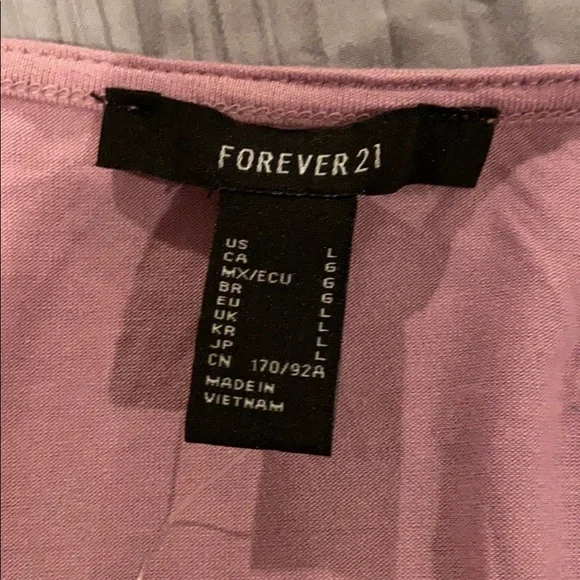 FOREVER 21
US L
CA G
MX/ECU G
BR G
EU L
UK L
KR L
JP L
CN 170/92A
MADE IN
VIETNAM